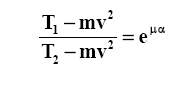 (T₁ − mv²) / (T₂ − mv²) = e^{μα}